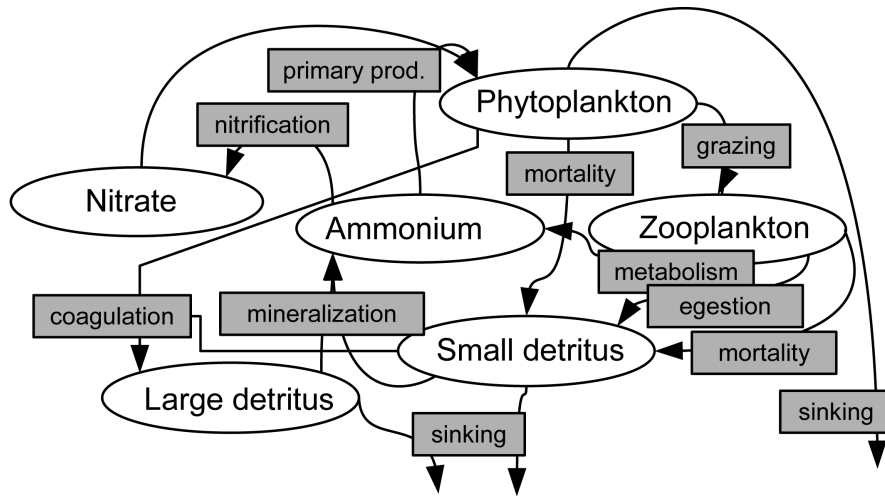 primary prod.
Phytoplankton
nitrification
grazing
mortality
Nitrate
Ammonium
Zooplankton
metabolism
egestion
coagulation
mineralization
Small detritus
mortality
Large detritus
sinking
sinking